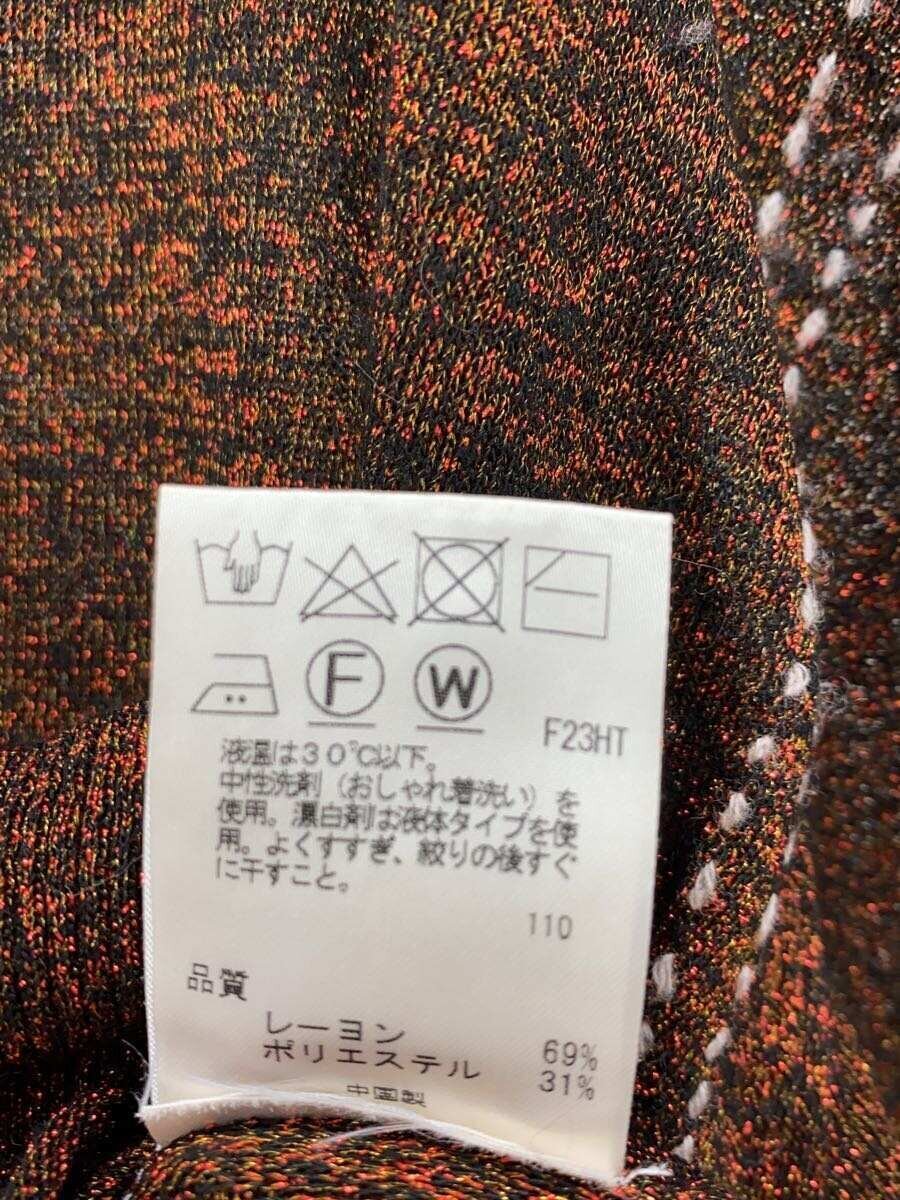 F
W
F23HT
液温は30℃以下。
中性洗剤（おしゃれ着洗い）を
使用。漂白剤は液体タイプを使
用。よくすすぎ、絞りの後すぐ
に干すこと。
110
品質
レーヨン 69%
ポリエステル 31%
中国製